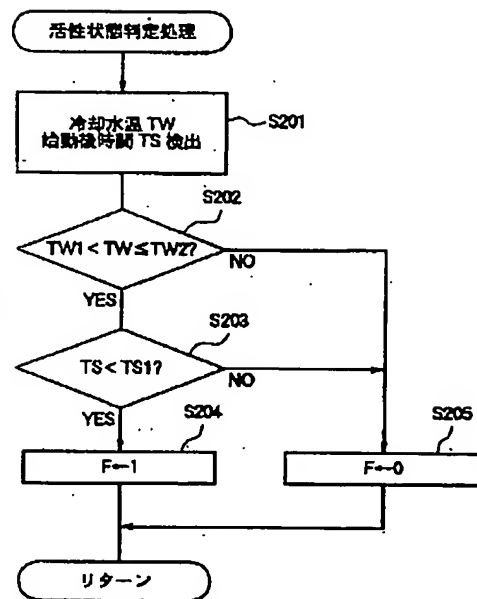 活性状態判定処理
冷却水温 TW
始動後時間 TS 検出
S201
S202
TW1<TW≦TW2?
NO
YES
S203
TS<TS1?
NO
YES
S204
S205
F←1
F←0
リターン